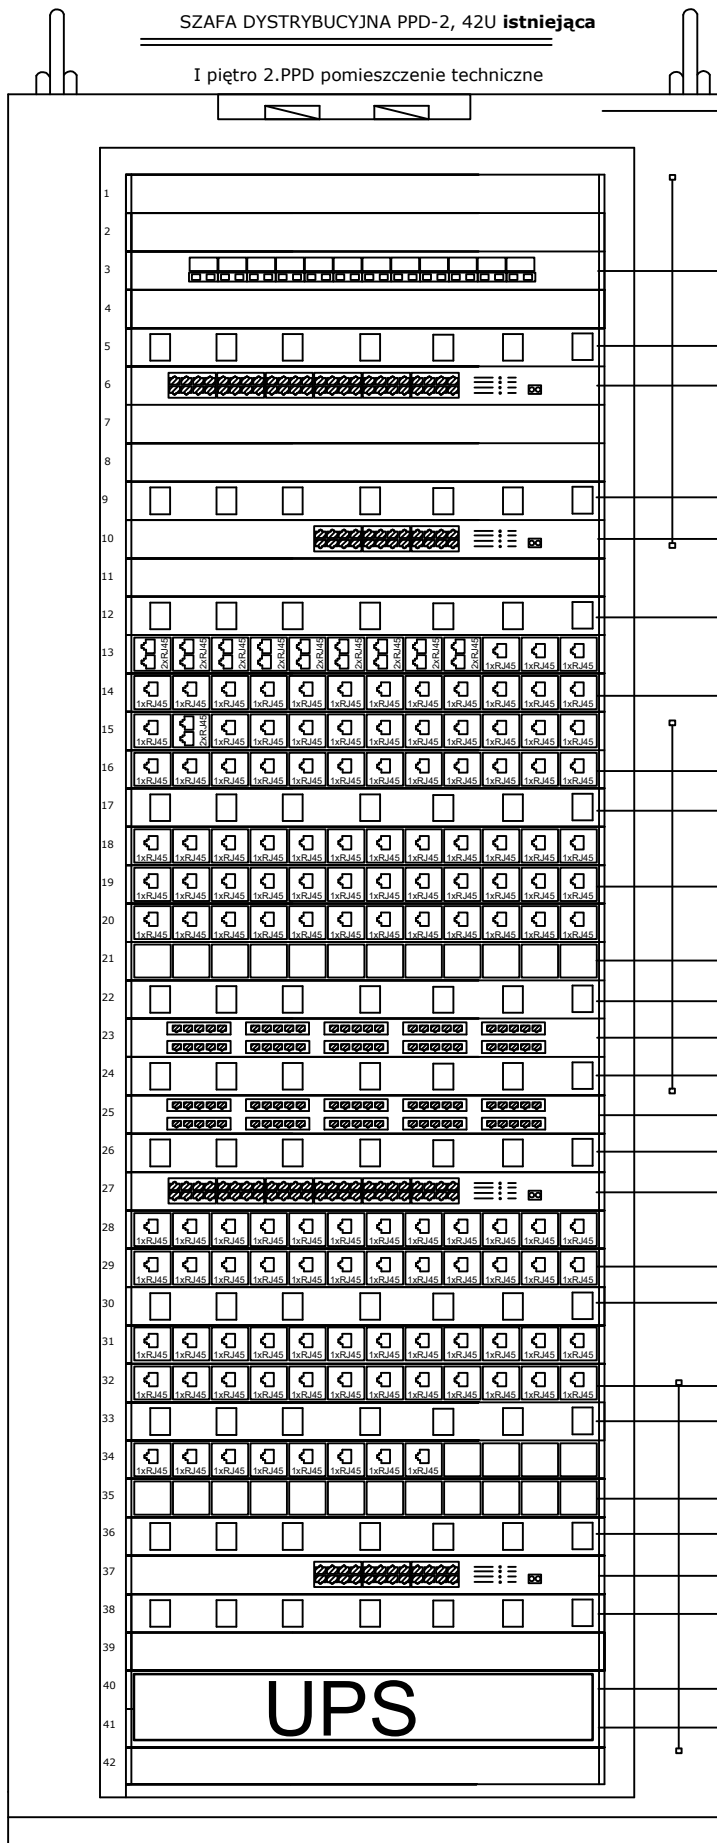 SZAFA DYSTRYBUCYJNA PPD-2, 42U istniejąca
I piętro 2.PPD pomieszczenie techniczne
1
2
3
4
5
6
7
8
9
10
11
12
13 2xRJ45 2xRJ45 2xRJ45 2xRJ45 2xRJ45 2xRJ45 2xRJ45 2xRJ45 2xRJ45 1xRJ45 1xRJ45 1xRJ45
14 1xRJ45 1xRJ45 1xRJ45 1xRJ45 1xRJ45 1xRJ45 1xRJ45 1xRJ45 1xRJ45 1xRJ45 1xRJ45 1xRJ45
15 1xRJ45 2xRJ45 1xRJ45 1xRJ45 1xRJ45 1xRJ45 1xRJ45 1xRJ45 1xRJ45 1xRJ45 1xRJ45 1xRJ45
16 1xRJ45 1xRJ45 1xRJ45 1xRJ45 1xRJ45 1xRJ45 1xRJ45 1xRJ45 1xRJ45 1xRJ45 1xRJ45 1xRJ45
17
18 1xRJ45 1xRJ45 1xRJ45 1xRJ45 1xRJ45 1xRJ45 1xRJ45 1xRJ45 1xRJ45 1xRJ45 1xRJ45 1xRJ45
19 1xRJ45 1xRJ45 1xRJ45 1xRJ45 1xRJ45 1xRJ45 1xRJ45 1xRJ45 1xRJ45 1xRJ45 1xRJ45 1xRJ45
20 1xRJ45 1xRJ45 1xRJ45 1xRJ45 1xRJ45 1xRJ45 1xRJ45 1xRJ45 1xRJ45 1xRJ45 1xRJ45 1xRJ45
21
22
23
24
25
26
27
28 1xRJ45 1xRJ45 1xRJ45 1xRJ45 1xRJ45 1xRJ45 1xRJ45 1xRJ45 1xRJ45 1xRJ45 1xRJ45 1xRJ45
29 1xRJ45 1xRJ45 1xRJ45 1xRJ45 1xRJ45 1xRJ45 1xRJ45 1xRJ45 1xRJ45 1xRJ45 1xRJ45 1xRJ45
30
31 1xRJ45 1xRJ45 1xRJ45 1xRJ45 1xRJ45 1xRJ45 1xRJ45 1xRJ45 1xRJ45 1xRJ45 1xRJ45 1xRJ45
32 1xRJ45 1xRJ45 1xRJ45 1xRJ45 1xRJ45 1xRJ45 1xRJ45 1xRJ45 1xRJ45 1xRJ45 1xRJ45 1xRJ45
33
34 1xRJ45 1xRJ45 1xRJ45 1xRJ45 1xRJ45 1xRJ45 1xRJ45 1xRJ45
35
36
37
38
39
40
UPS
41
42